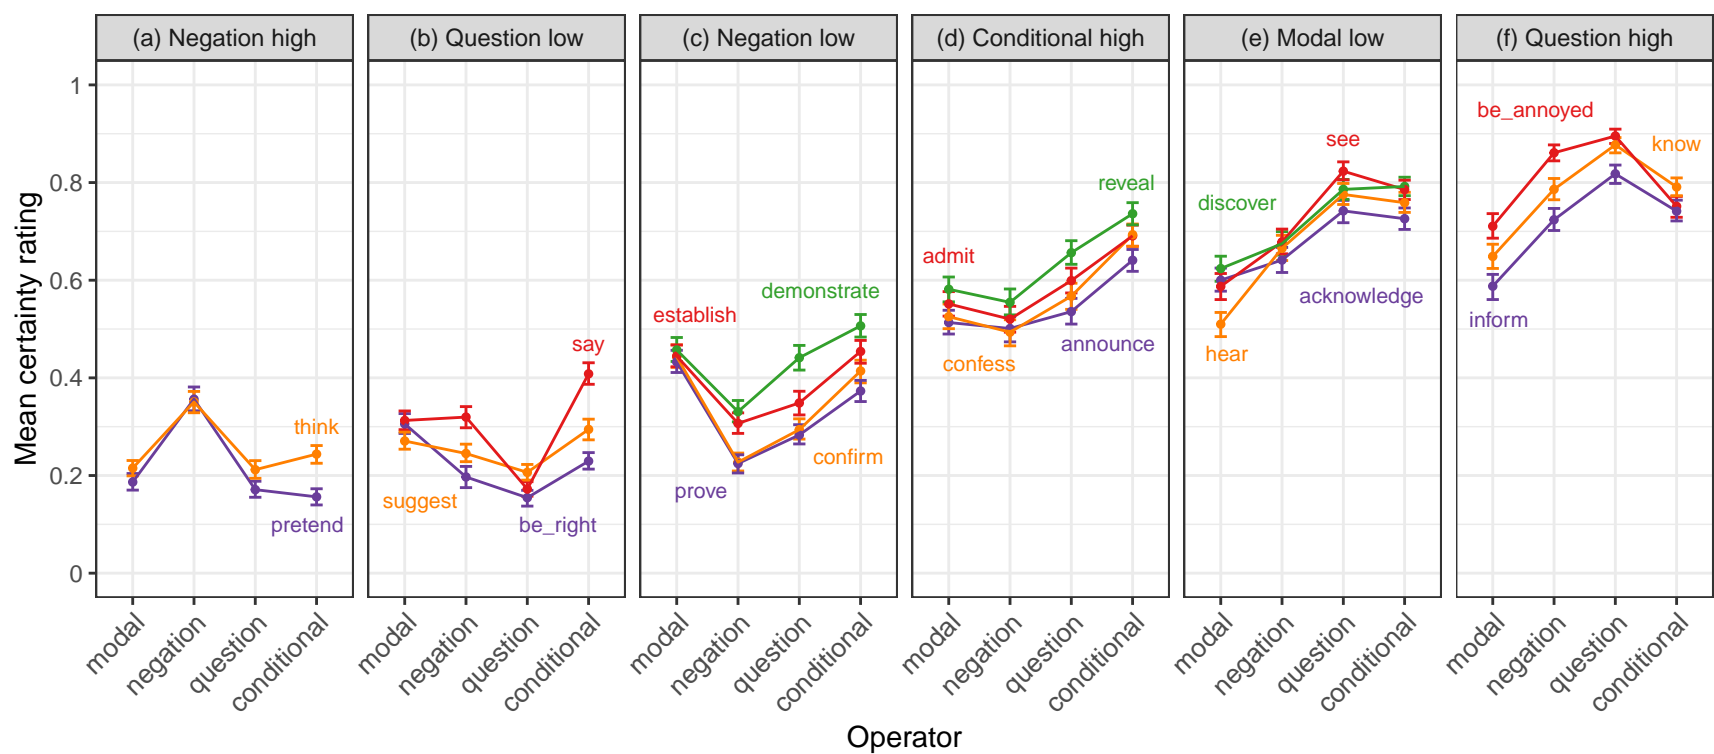 (a) Negation high
(b) Question low
(c) Negation low
(d) Conditional high
(e) Modal low
(f) Question high
Mean certainty rating
1
0.8
0.6
0.4
0.2
0
think
pretend
say
suggest
be_right
establish
demonstrate
confirm
prove
reveal
admit
confess
announce
see
discover
acknowledge
hear
be_annoyed
know
inform
modal
negation
question
conditional
modal
negation
question
conditional
modal
negation
question
conditional
modal
negation
question
conditional
modal
negation
question
conditional
modal
negation
question
conditional
Operator